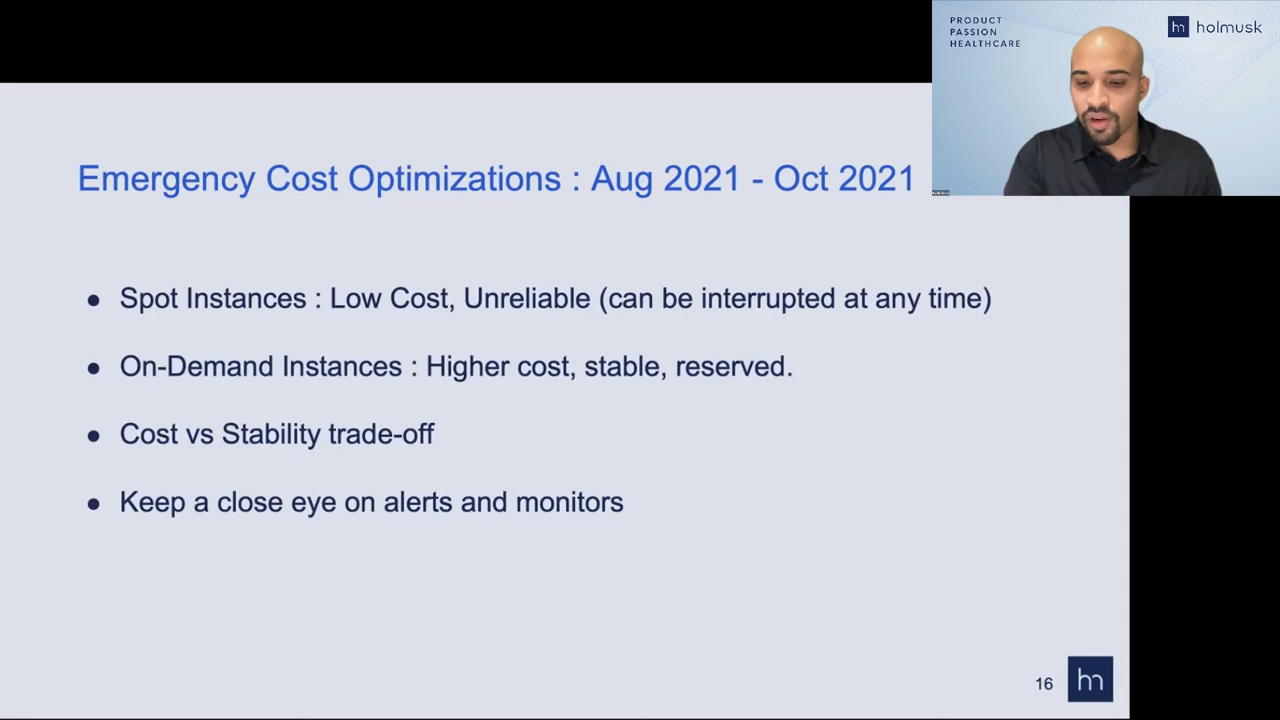 PRODUCT
PASSION
HEALTHCARE
hm holmusk
Emergency Cost Optimizations : Aug 2021 - Oct 2021
● Spot Instances : Low Cost, Unreliable (can be interrupted at any time)
● On-Demand Instances : Higher cost, stable, reserved.
● Cost vs Stability trade-off
● Keep a close eye on alerts and monitors
16
hm